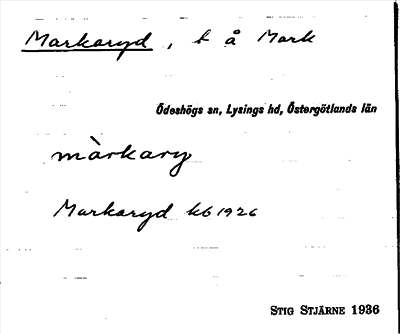 Markaryd, t å Mark
Ödeshögs sn, Lysings hd, Östergötlands län
màrkary
Markaryd kb 1926
STIG STJÄRNE 1936